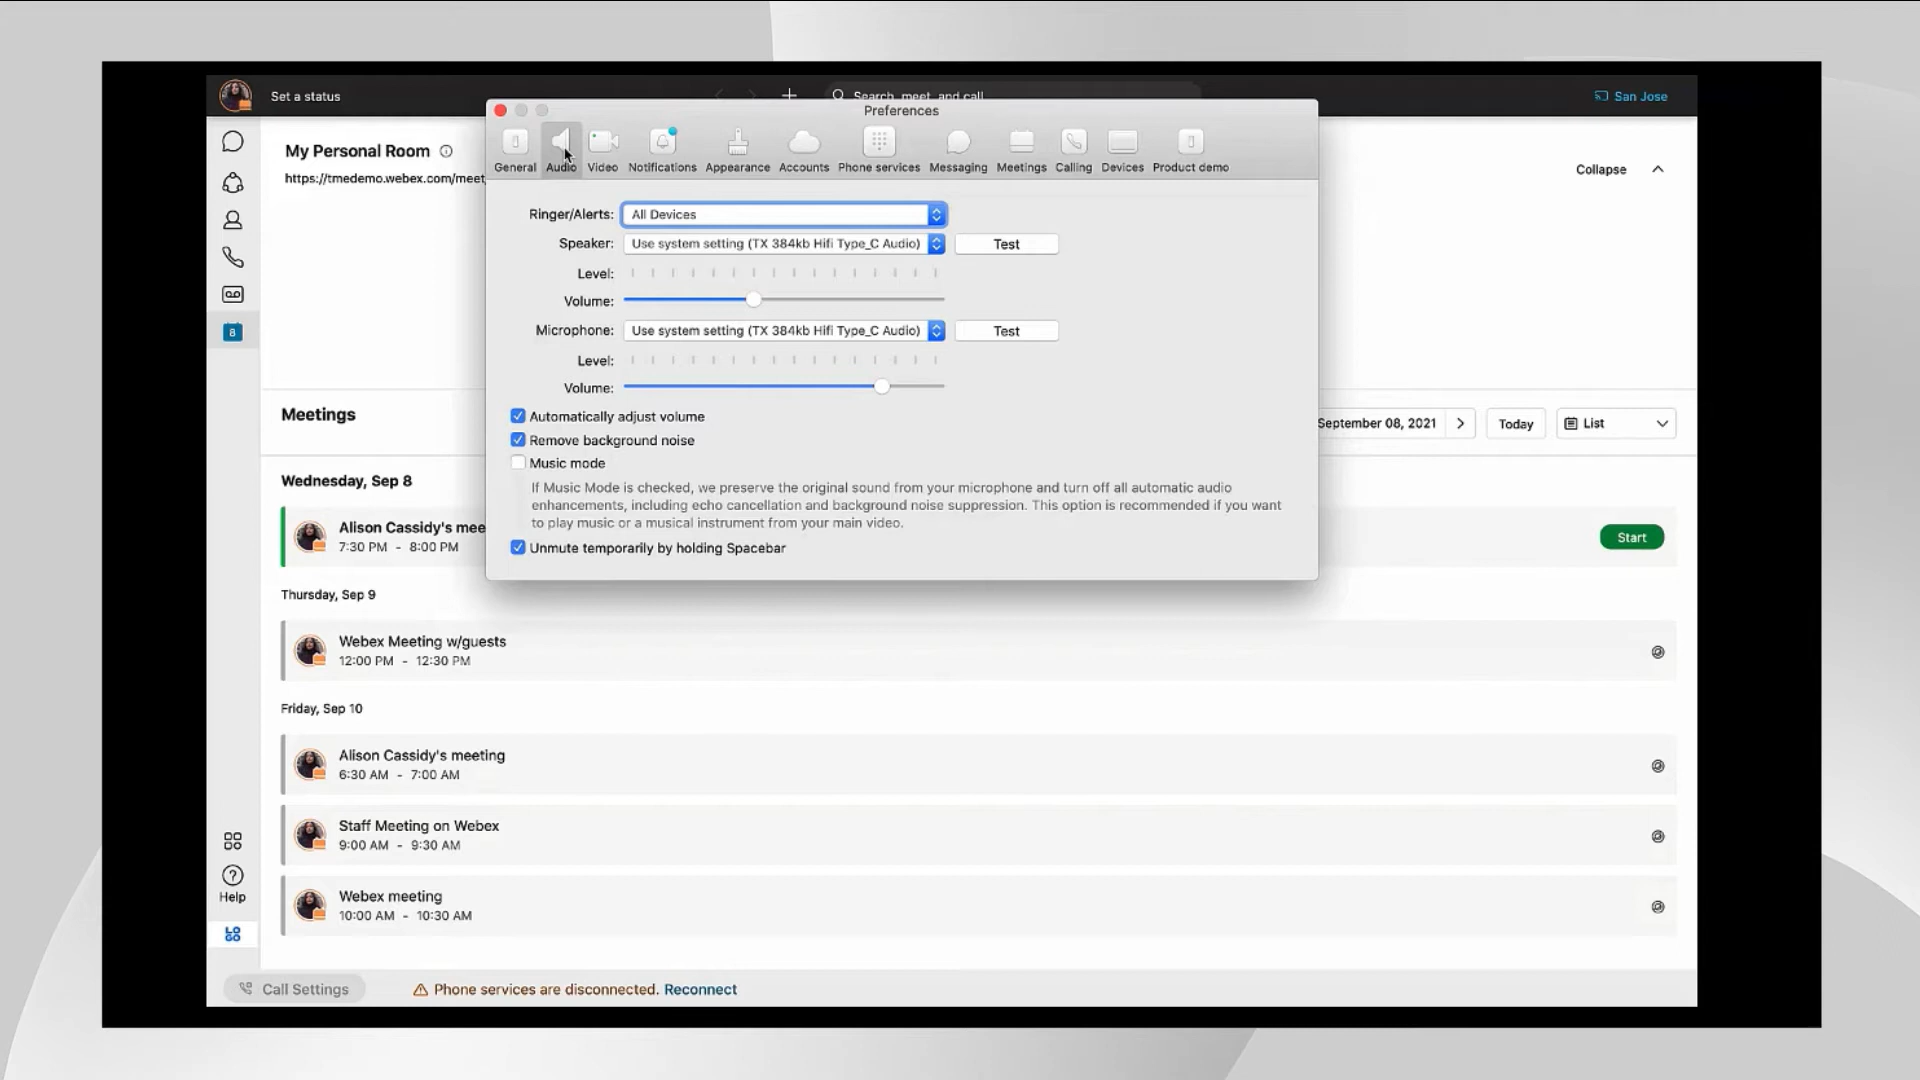 Set a status
Search, meet, and call
San Jose
Preferences
General
Audio
Video
Notifications
Appearance
Accounts
Phone services
Messaging
Meetings
Calling
Devices
Product demo
My Personal Room
https://tmedemo.webex.com/meet
Collapse
Ringer/Alerts: All Devices
Speaker: Use system setting (TX 384kb Hifi Type_C Audio) Test
Level:
Volume:
Microphone: Use system setting (TX 384kb Hifi Type_C Audio) Test
Level:
Volume:
Automatically adjust volume
Remove background noise
Music mode
If Music Mode is checked, we preserve the original sound from your microphone and turn off all automatic audio
enhancements, including echo cancellation and background noise suppression. This option is recommended if you want
to play music or a musical instrument from your main video.
Unmute temporarily by holding Spacebar
8
Meetings
September 08, 2021
Today
List
Wednesday, Sep 8
Alison Cassidy's mee
7:30 PM - 8:00 PM
Start
Thursday, Sep 9
Webex Meeting w/guests
12:00 PM - 12:30 PM
Friday, Sep 10
Alison Cassidy's meeting
6:30 AM - 7:00 AM
Staff Meeting on Webex
9:00 AM - 9:30 AM
Webex meeting
10:00 AM - 10:30 AM
Help
LOGO
Call Settings
Phone services are disconnected. Reconnect